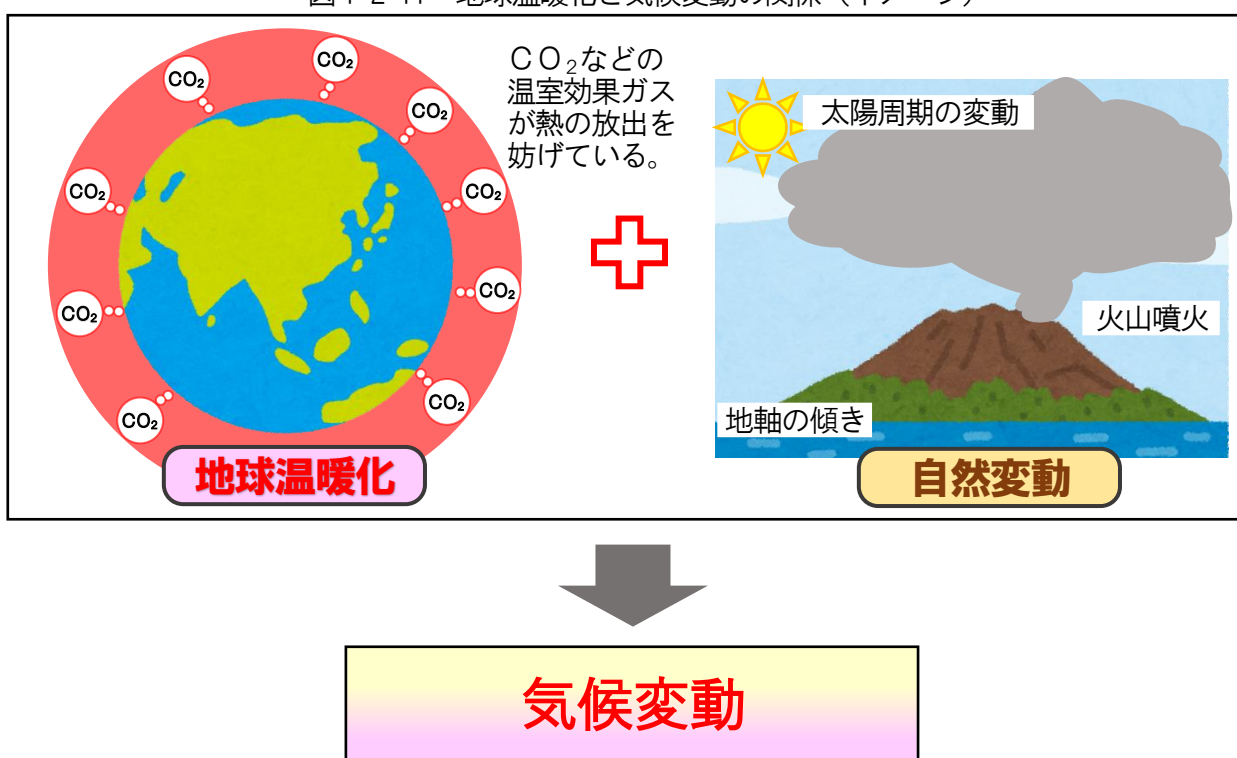 CO₂
CO₂
CO₂
CO₂
CO₂
CO₂
CO₂
CO₂
CO₂
ＣＯ₂などの
温室効果ガス
が熱の放出を
妨げている。
地球温暖化
太陽周期の変動
火山噴火
地軸の傾き
自然変動
気候変動